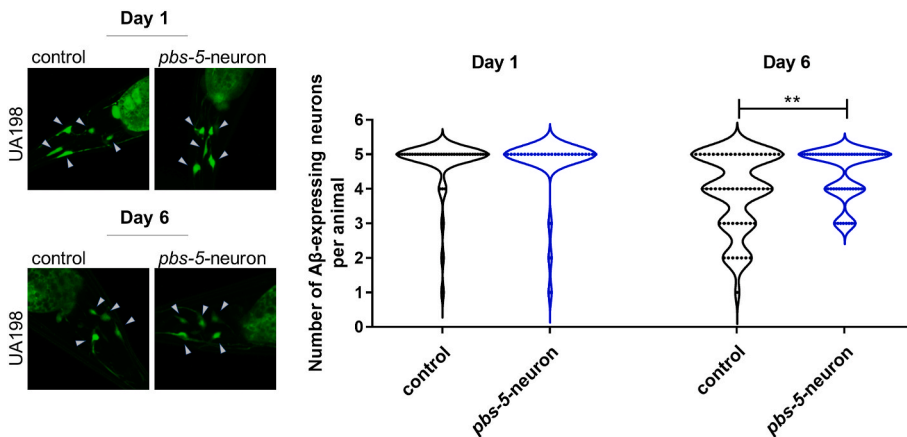 Day 1
control pbs-5-neuron
UA198
Day 6
control pbs-5-neuron
UA198
Day 1 Day 6
**
Number of Aβ-expressing neurons
per animal
6
5
4
3
2
1
0
control
pbs-5-neuron
control
pbs-5-neuron